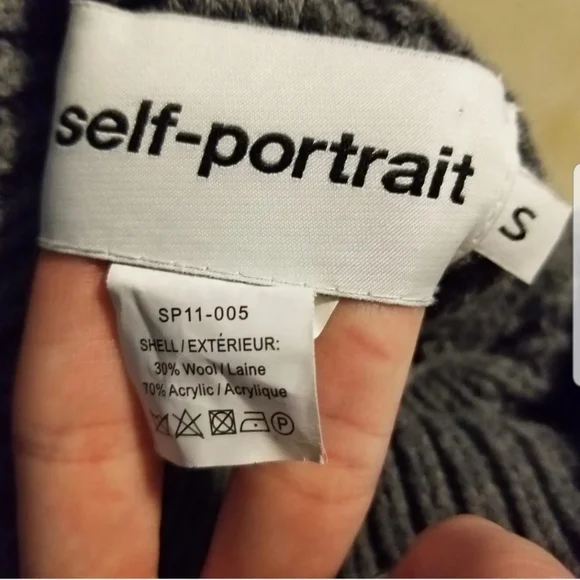 self-portrait
S
SP11-005
SHELL/EXTÉRIEUR:
30% Wool/Laine
70% Acrylic/Acrylique
P